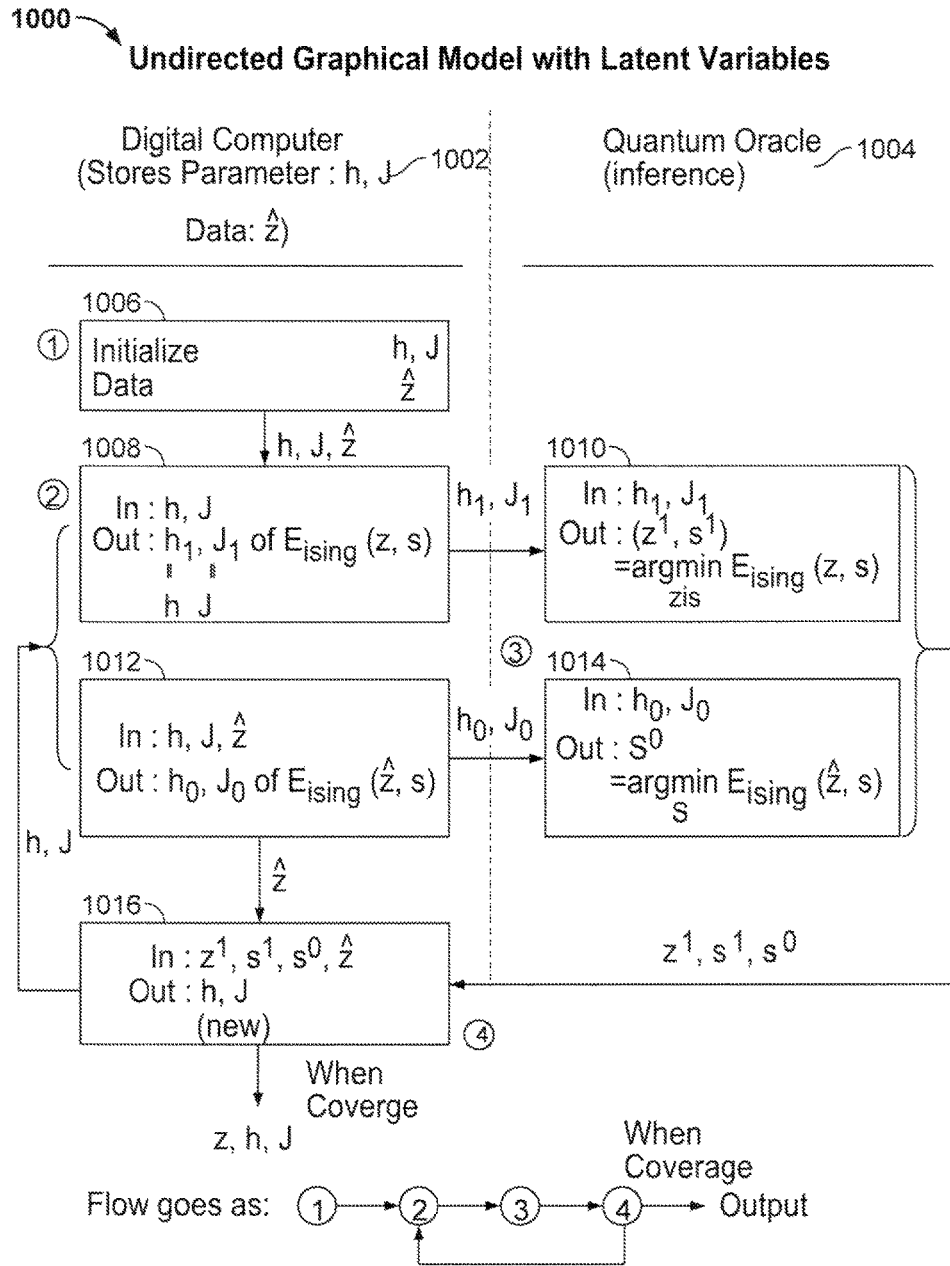 1000
Undirected Graphical Model with Latent Variables
Digital Computer
(Stores Parameter : h, J
1002
Data: ẑ)
Quantum Oracle
(inference)
1004
1006
① Initialize h, J
Data ẑ
h, J, ẑ
1008
②
In : h, J
Out : h₁, J₁ of E_ising (z, s)
॥ ॥
h J
h₁, J₁
1010
In : h₁, J₁
Out : (z¹, s¹)
=argmin E_ising (z, s)
zis
③
1012
In : h, J, ẑ
Out : h₀, J₀ of E_ising (ẑ, s)
h₀, J₀
1014
In : h₀, J₀
Out : S⁰
=argmin E_ising (ẑ, s)
S
h, J
ẑ
1016
In : z¹, s¹, s⁰, ẑ
Out : h, J
(new)
④
z¹, s¹, s⁰
When
Coverge
z, h, J
When
Coverage
Flow goes as: ① ② ③ ④ Output